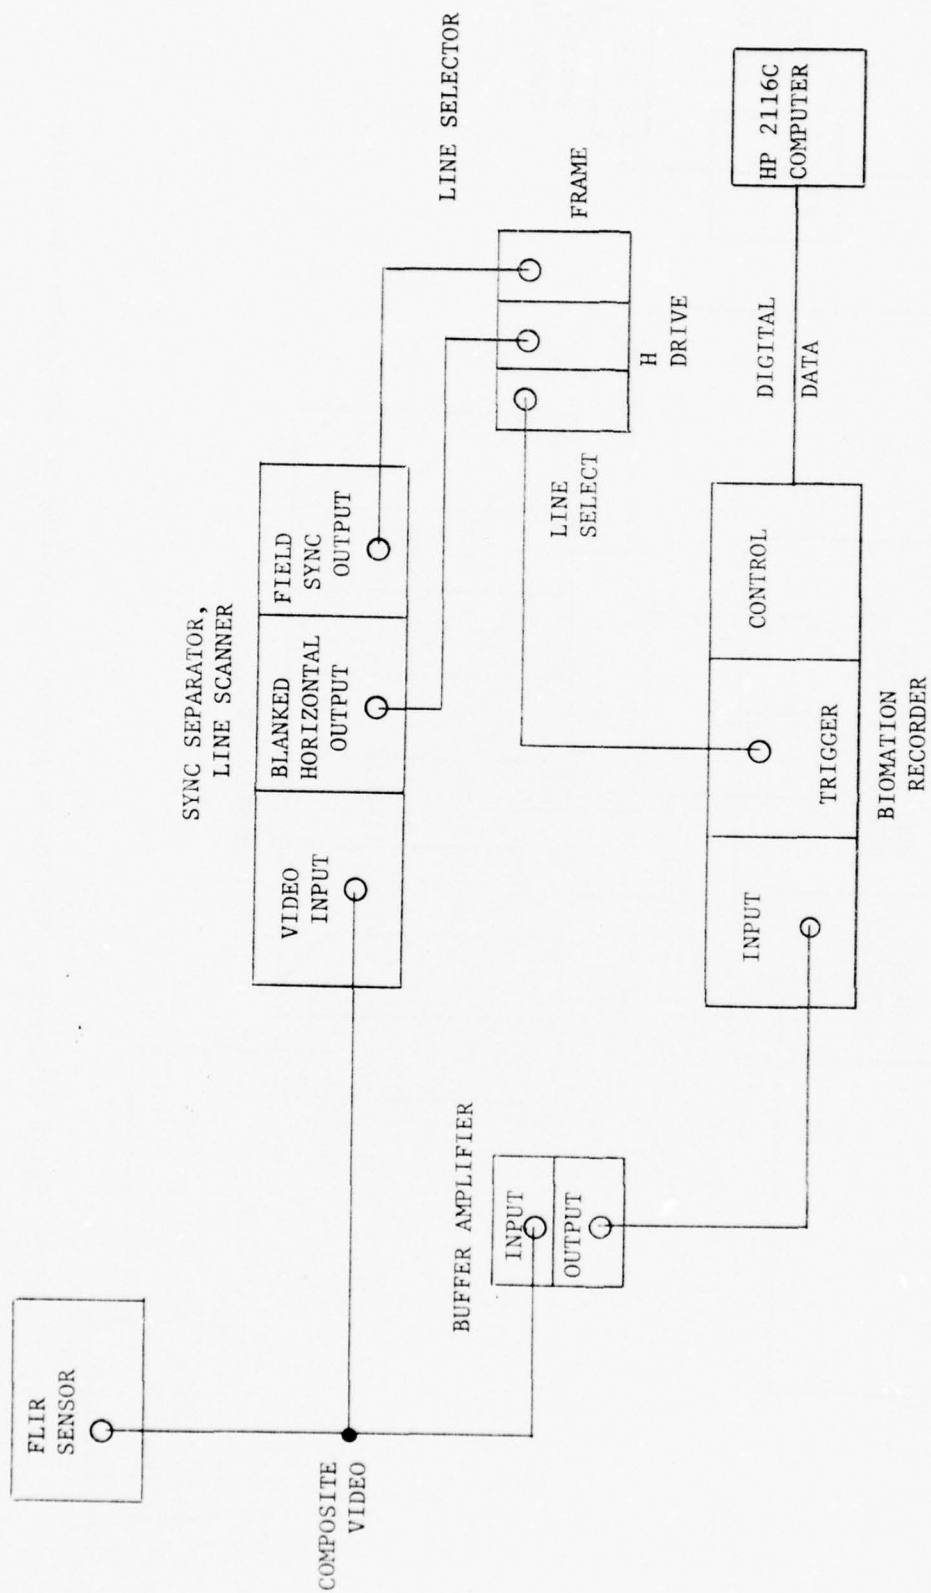 FLIR
SENSOR
COMPOSITE
VIDEO
SYNC SEPARATOR,
LINE SCANNER
VIDEO
INPUT
BLANKED
HORIZONTAL
OUTPUT
FIELD
SYNC
OUTPUT
LINE SELECTOR
LINE
SELECT
H
DRIVE
FRAME
BUFFER AMPLIFIER
INPUT
OUTPUT
INPUT
TRIGGER
CONTROL
BIOMATION
RECORDER
DIGITAL
DATA
HP 2116C
COMPUTER